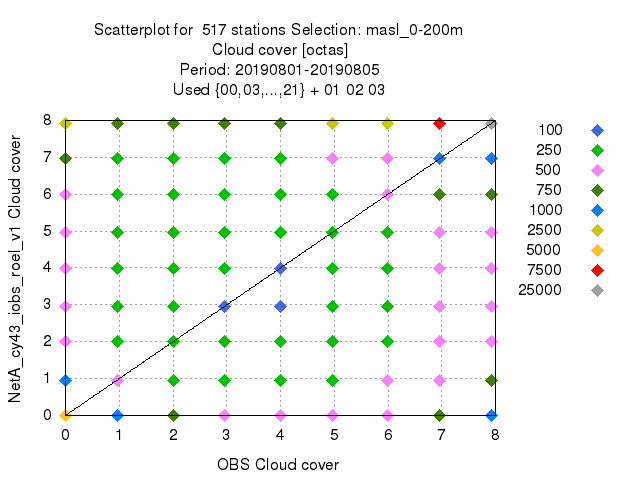 Scatterplot for 517 stations Selection: masl_0-200m
Cloud cover [octas]
Period: 20190801-20190805
Used {00,03,...,21} + 01 02 03
NetA_cy43_iobs_roel_v1 Cloud cover
8
7
6
5
4
3
2
1
0
0 1 2 3 4 5 6 7 8
OBS Cloud cover
100
250
500
750
1000
2500
5000
7500
25000